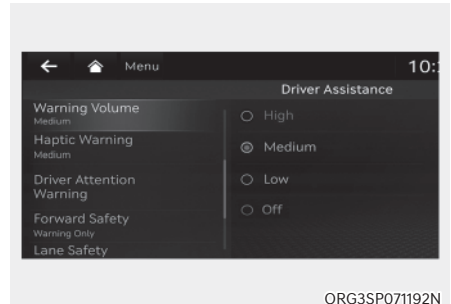 Menu
10:
Driver Assistance
Warning Volume
Medium
Haptic Warning
Medium
Driver Attention
Warning
Forward Safety
Warning Only
Lane Safety
High
Medium
Low
Off
ORG3SP071192N